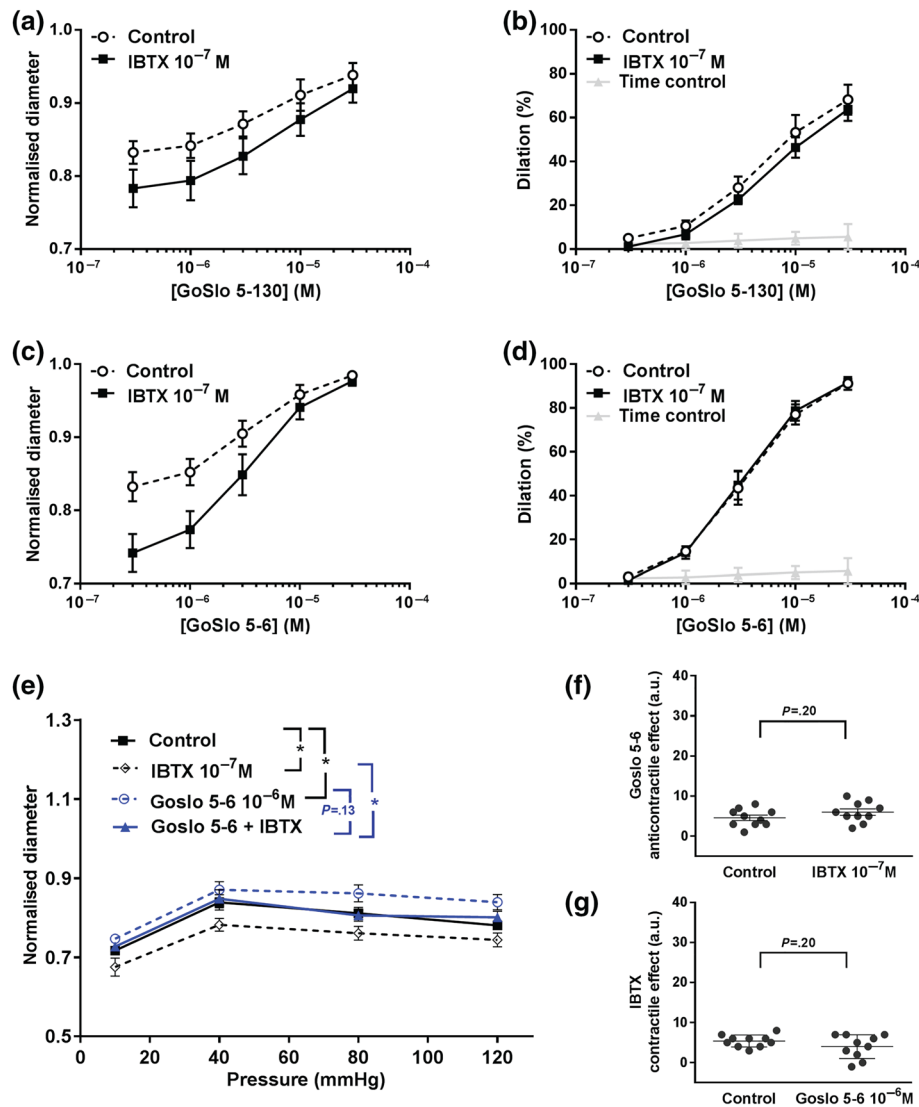 (a)
1.0
0.9
0.8
0.7
Normalised diameter
Control
IBTX 10⁻⁷ M
10⁻⁷
10⁻⁶
10⁻⁵
10⁻⁴
[GoSlo 5-130] (M)
(b)
100
80
60
40
20
0
Dilation (%)
Control
IBTX 10⁻⁷ M
Time control
10⁻⁷
10⁻⁶
10⁻⁵
10⁻⁴
[GoSlo 5-130] (M)
(c)
1.0
0.9
0.8
0.7
Normalised diameter
Control
IBTX 10⁻⁷ M
10⁻⁷
10⁻⁶
10⁻⁵
10⁻⁴
[GoSlo 5-6] (M)
(d)
100
80
60
40
20
0
Dilation (%)
Control
IBTX 10⁻⁷ M
Time control
10⁻⁷
10⁻⁶
10⁻⁵
10⁻⁴
[GoSlo 5-6] (M)
(e)
1.3
1.1
0.9
0.7
0.5
Normalised diameter
Control
IBTX 10⁻⁷M
Goslo 5-6 10⁻⁶M
Goslo 5-6 + IBTX
*
*
P=.13
*
0
20
40
60
80
100
120
Pressure (mmHg)
(f)
40
30
20
10
0
Goslo 5-6
anticontractile effect (a.u.)
P=.20
Control
IBTX 10⁻⁷M
(g)
40
30
20
10
0
IBTX
contractile effect (a.u.)
P=.20
Control
Goslo 5-6 10⁻⁶M